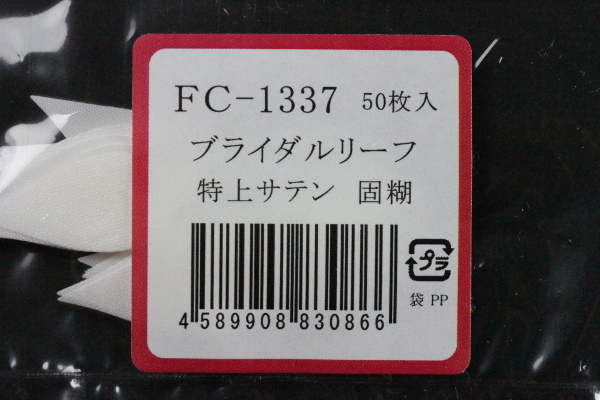 FC-1337 50枚入
ブライダルリーフ
特上サテン 固糊
プラ
4 589908 830866
袋 PP